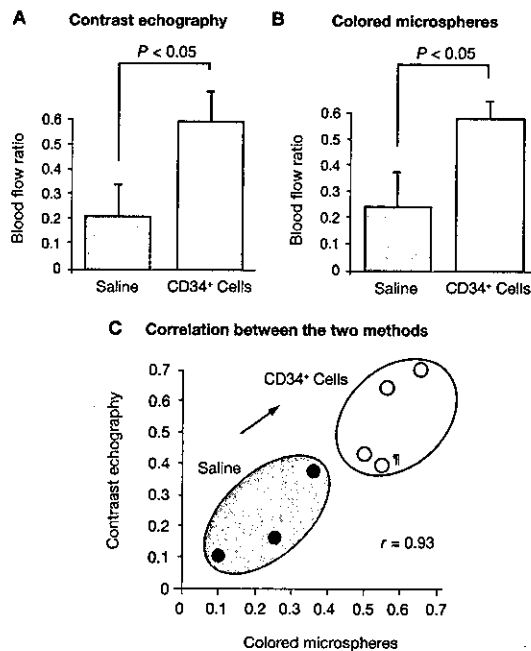 A Contrast echography
P < 0.05
Blood flow ratio
0.6
0.5
0.4
0.3
0.2
0.1
0
Saline CD34+ Cells
B Colored microspheres
P < 0.05
Blood flow ratio
0.6
0.5
0.4
0.3
0.2
0.1
0
Saline CD34+ Cells
C Correlation between the two methods
Contraast echography
0.7
0.6
0.5
0.4
0.3
0.2
0.1
0
CD34+ Cells
Saline
¶
r = 0.93
0 0.1 0.2 0.3 0.4 0.5 0.6 0.7
Colored microspheres